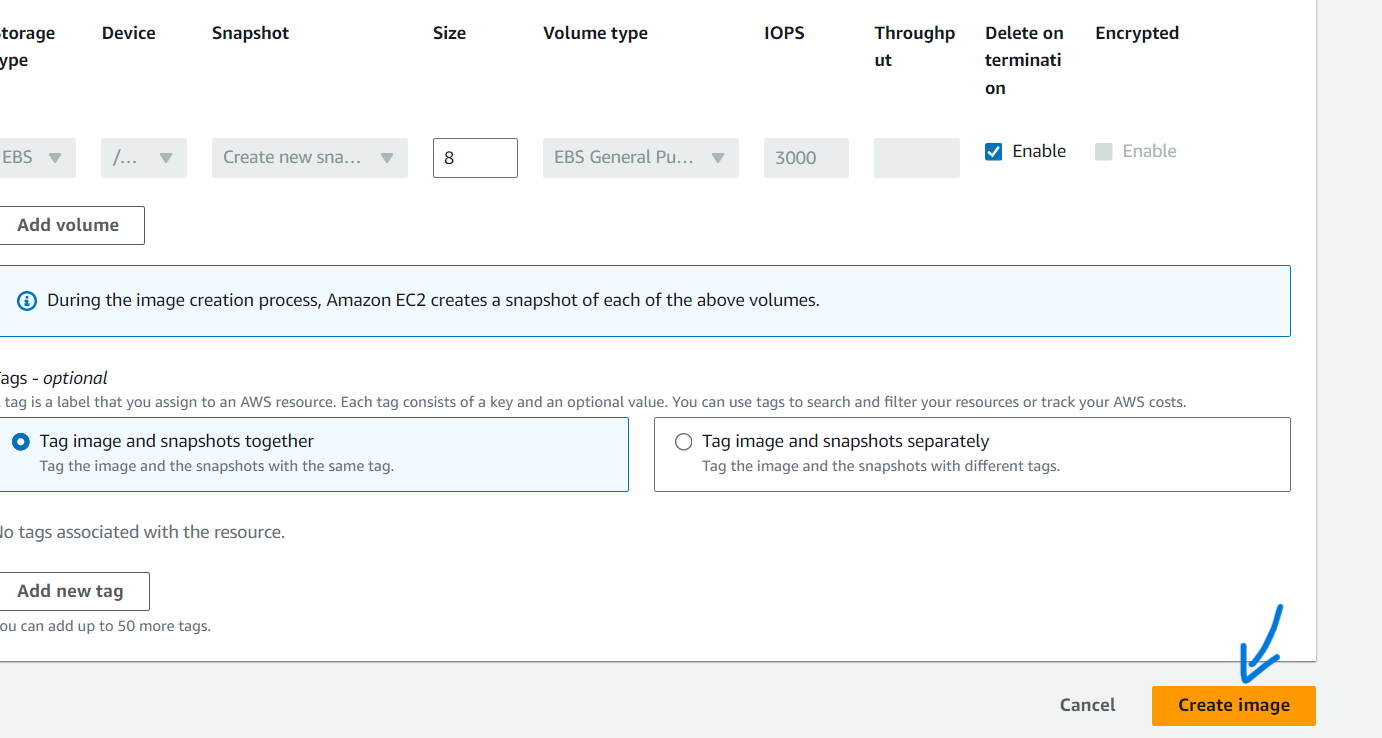 torage
ype
Device
Snapshot
Size
Volume type
IOPS
Throughp
ut
Delete on
terminati
on
Encrypted
EBS
/...
Create new sna...
8
EBS General Pu...
3000
Enable
Enable
Add volume
During the image creation process, Amazon EC2 creates a snapshot of each of the above volumes.
ags - optional
tag is a label that you assign to an AWS resource. Each tag consists of a key and an optional value. You can use tags to search and filter your resources or track your AWS costs.
Tag image and snapshots together
Tag the image and the snapshots with the same tag.
Tag image and snapshots separately
Tag the image and the snapshots with different tags.
No tags associated with the resource.
Add new tag
ou can add up to 50 more tags.
Cancel
Create image